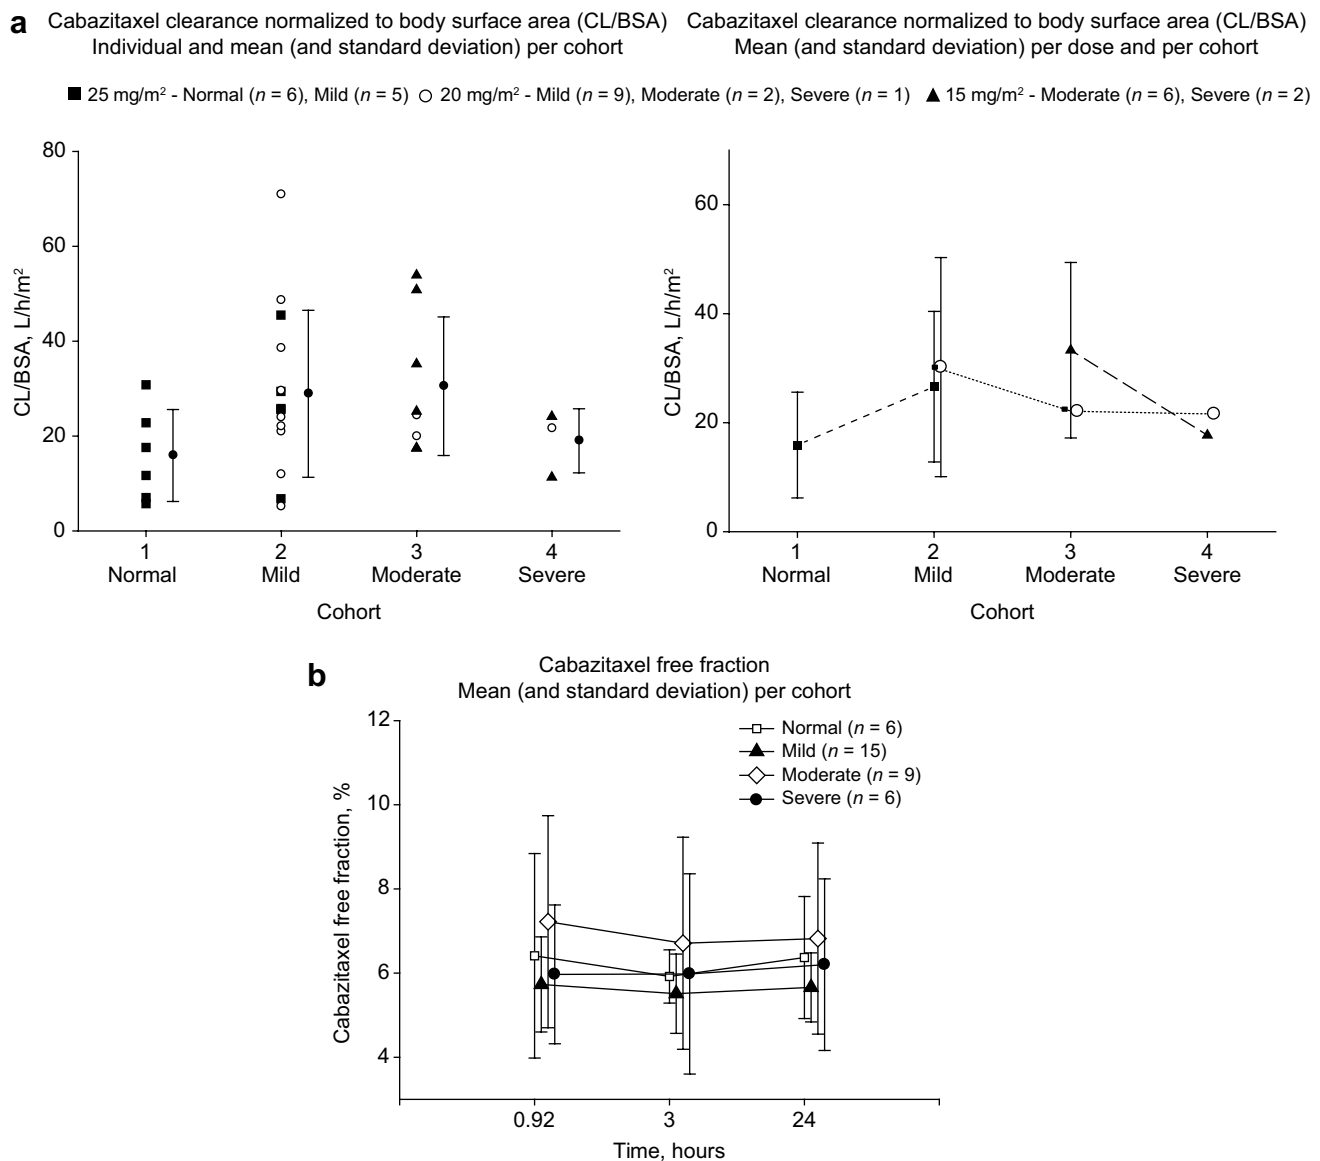 a
Cabazitaxel clearance normalized to body surface area (CL/BSA)
Individual and mean (and standard deviation) per cohort
Cabazitaxel clearance normalized to body surface area (CL/BSA)
Mean (and standard deviation) per dose and per cohort
25 mg/m² - Normal (n = 6), Mild (n = 5) 20 mg/m² - Mild (n = 9), Moderate (n = 2), Severe (n = 1) 15 mg/m² - Moderate (n = 6), Severe (n = 2)
CL/BSA, L/h/m²
80
60
40
20
0
1 2 3 4
Normal Mild Moderate Severe
Cohort
CL/BSA, L/h/m²
60
40
20
0
1 2 3 4
Normal Mild Moderate Severe
Cohort
b
Cabazitaxel free fraction
Mean (and standard deviation) per cohort
Normal (n = 6)
Mild (n = 15)
Moderate (n = 9)
Severe (n = 6)
Cabazitaxel free fraction, %
12
10
8
6
4
0.92 3 24
Time, hours